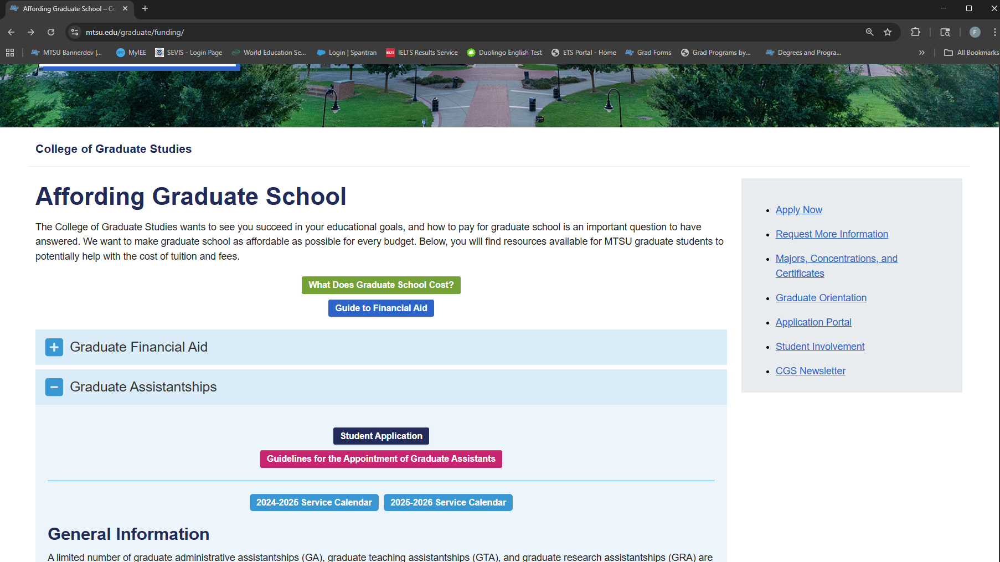 Affording Graduate School – Co
mtsu.edu/graduate/funding/
F
MTSU Bannerdev |...
MyIEE
SEVIS - Login Page
World Education Se...
Login | Spantran
IELTS Results Service
Duolingo English Test
ETS Portal - Home
Grad Forms
Grad Programs by...
Degrees and Progra...
All Bookmarks
College of Graduate Studies
Affording Graduate School
The College of Graduate Studies wants to see you succeed in your educational goals, and how to pay for graduate school is an important question to have
answered. We want to make graduate school as affordable as possible for every budget. Below, you will find resources available for MTSU graduate students to
potentially help with the cost of tuition and fees.
What Does Graduate School Cost?
Guide to Financial Aid
Graduate Financial Aid
Graduate Assistantships
Student Application
Guidelines for the Appointment of Graduate Assistants
2024-2025 Service Calendar
2025-2026 Service Calendar
General Information
A limited number of graduate administrative assistantships (GA), graduate teaching assistantships (GTA), and graduate research assistantships (GRA) are
Apply Now
Request More Information
Majors, Concentrations, and
Certificates
Graduate Orientation
Application Portal
Student Involvement
CGS Newsletter